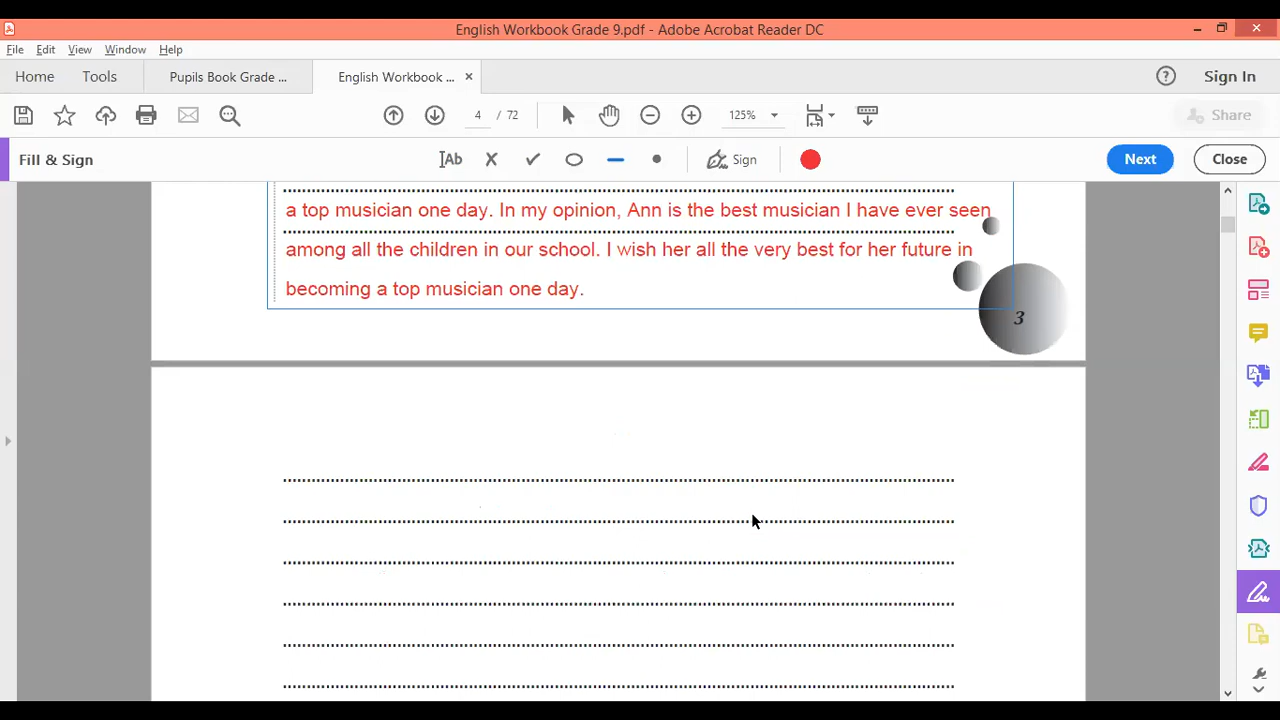 English Workbook Grade 9.pdf - Adobe Acrobat Reader DC
File Edit View Window Help
Home Tools Pupils Book Grade ... English Workbook ... ×
4 / 72 125% Share
Sign In
Fill & Sign Ab Sign Next Close
a top musician one day. In my opinion, Ann is the best musician I have ever seen
among all the children in our school. I wish her all the very best for her future in
becoming a top musician one day.
3